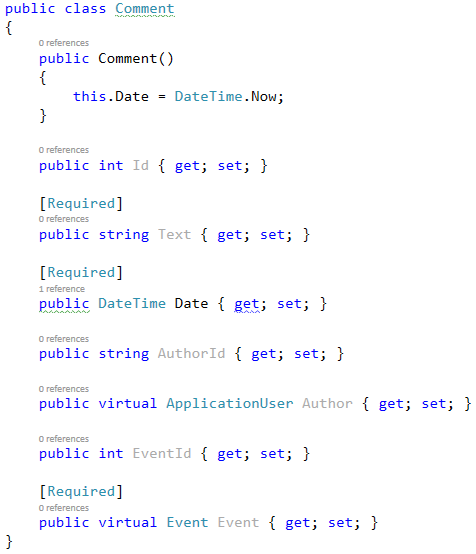 public class Comment
{
0 references
public Comment()
{
this.Date = DateTime.Now;
}
0 references
public int Id { get; set; }
[Required]
0 references
public string Text { get; set; }
[Required]
1 reference
public DateTime Date { get; set; }
0 references
public string AuthorId { get; set; }
0 references
public virtual ApplicationUser Author { get; set; }
0 references
public int EventId { get; set; }
[Required]
0 references
public virtual Event Event { get; set; }
}